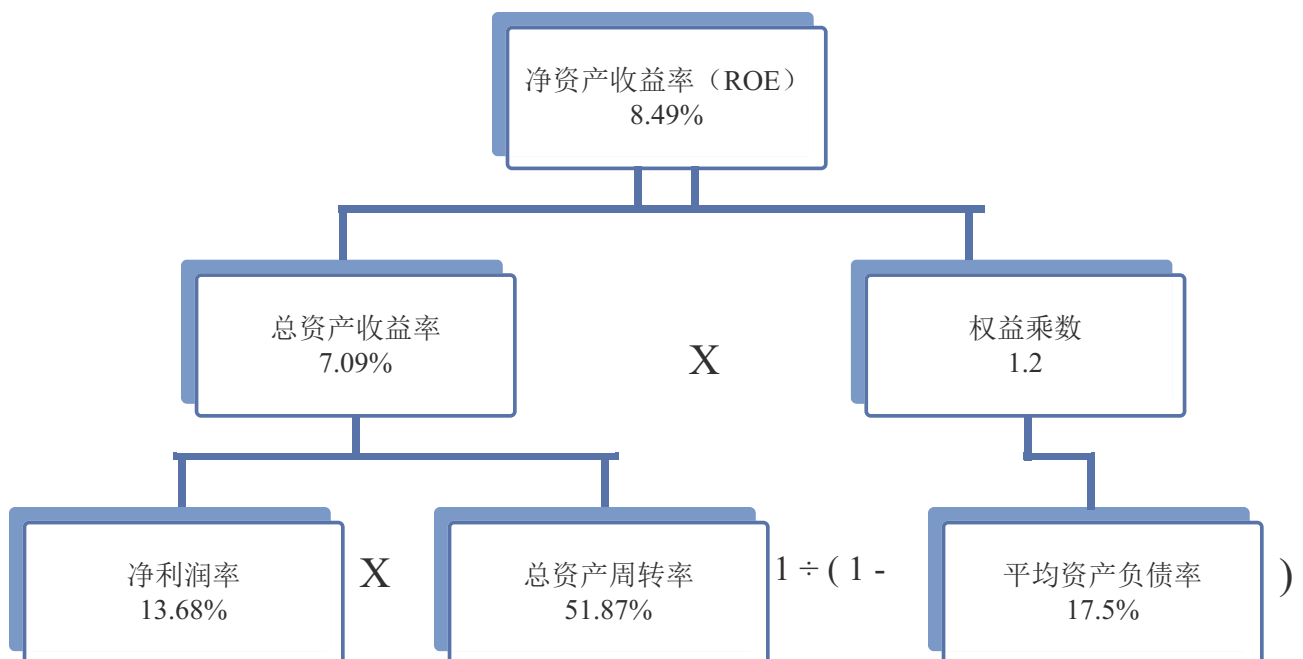 净资产收益率（ROE）
8.49%
总资产收益率
7.09%
X
权益乘数
1.2
净利润率
13.68%
X
总资产周转率
51.87%
1 ÷ ( 1 -
平均资产负债率
17.5%
)